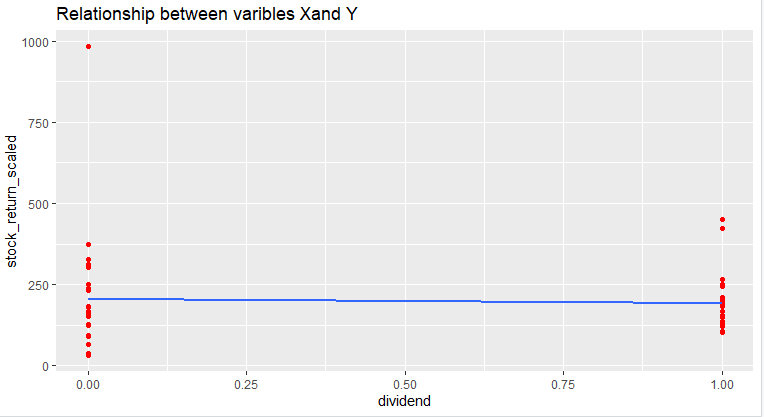 Relationship between varibles Xand Y
1000
750
500
250
0
stock_return_scaled
0.00 0.25 0.50 0.75 1.00
dividend